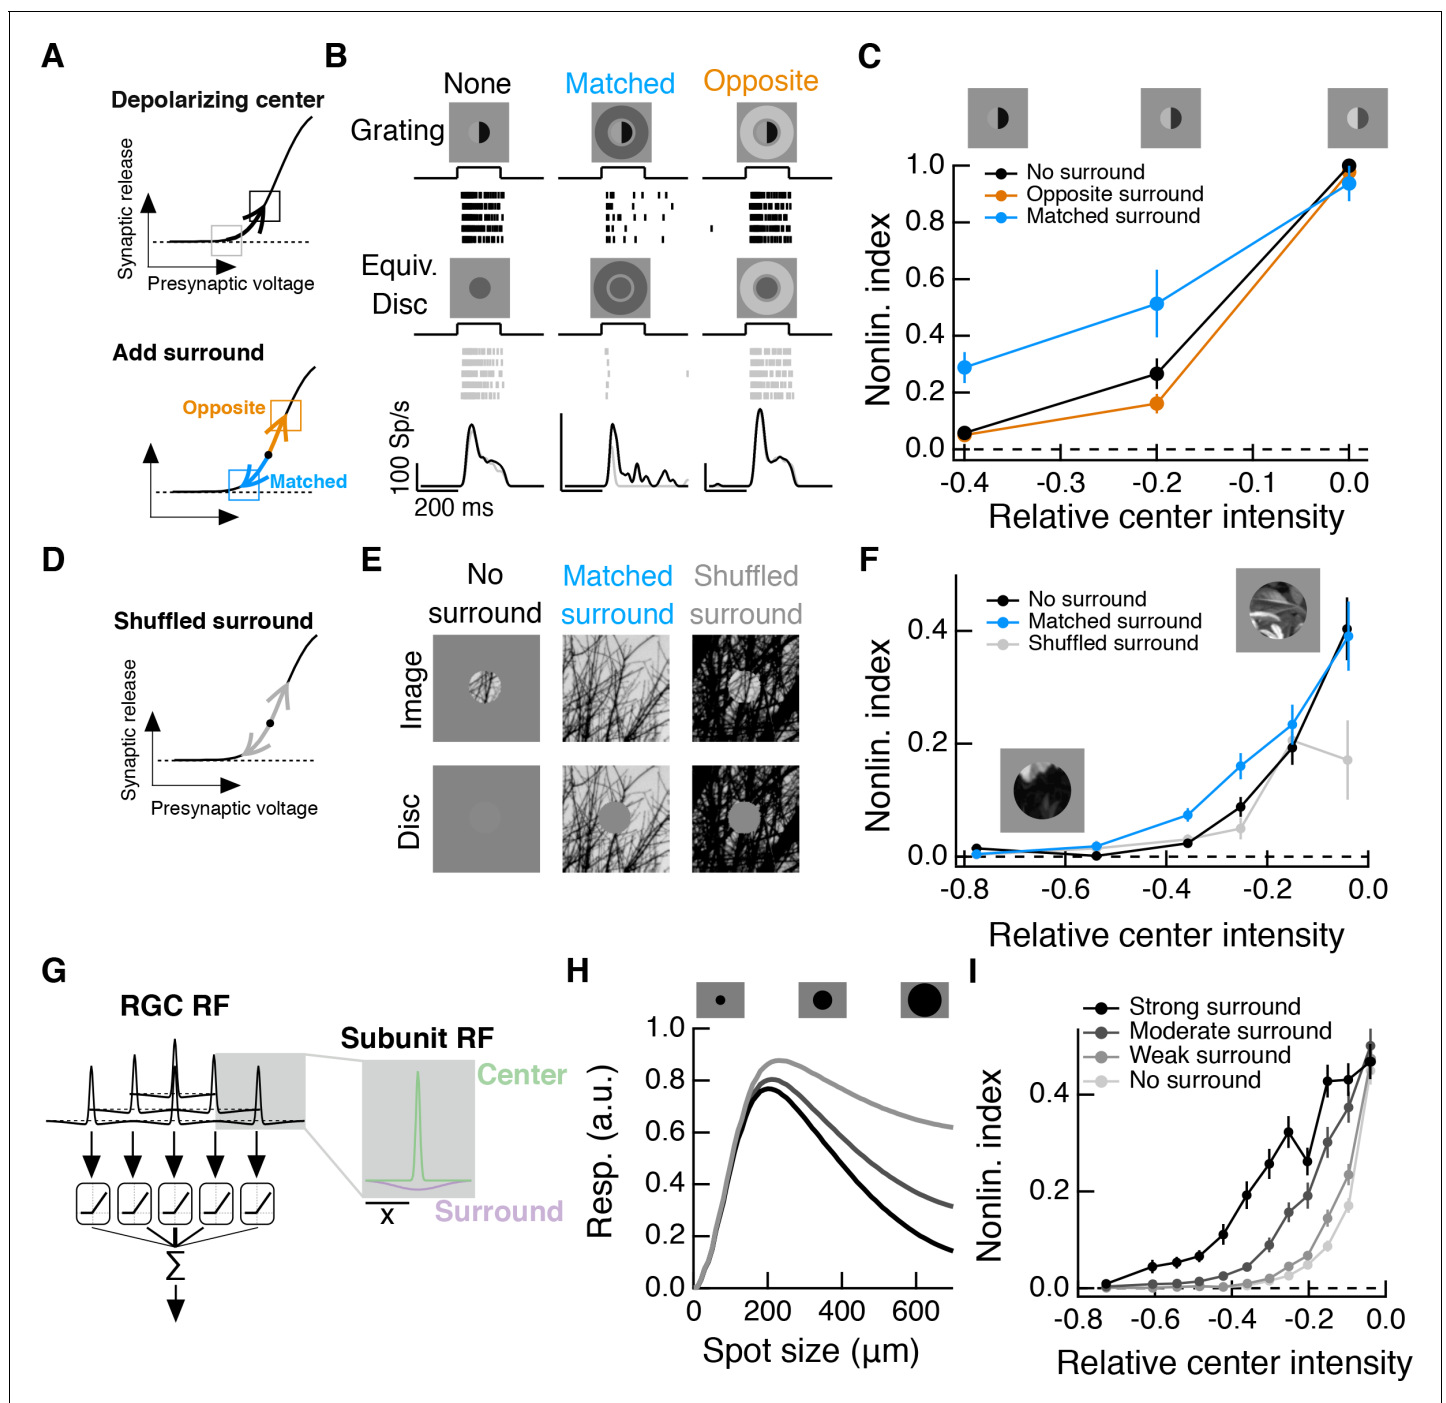 A
Depolarizing center
Synaptic release
Presynaptic voltage
Add surround
Opposite
Matched
B
None Matched Opposite
Grating
Equiv.
Disc
100 Sp/s
200 ms
C
No surround
Opposite surround
Matched surround
Nonlin. index
1.0
0.8
0.6
0.4
0.2
0.0
-0.4 -0.3 -0.2 -0.1 0.0
Relative center intensity
D
Shuffled surround
Synaptic release
Presynaptic voltage
E
No surround
Matched surround
Shuffled surround
Image
Disc
F
No surround
Matched surround
Shuffled surround
Nonlin. index
0.4
0.2
0.0
-0.8 -0.6 -0.4 -0.2 0.0
Relative center intensity
G
RGC RF
Subunit RF
Center
Surround
x
Σ
H
Resp. (a.u.)
1.0
0.8
0.6
0.4
0.2
0.0
0 200 400 600
Spot size (μm)
I
Strong surround
Moderate surround
Weak surround
No surround
Nonlin. index
0.4
0.2
0.0
-0.8 -0.6 -0.4 -0.2 0.0
Relative center intensity